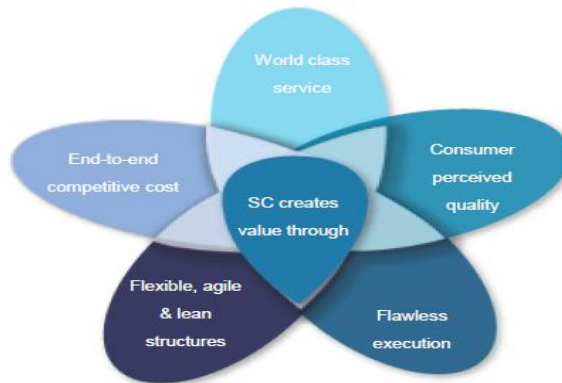 World class
service
End-to-end
competitive cost
Consumer
perceived
quality
SC creates
value through
Flexible, agile
& lean
structures
Flawless
execution